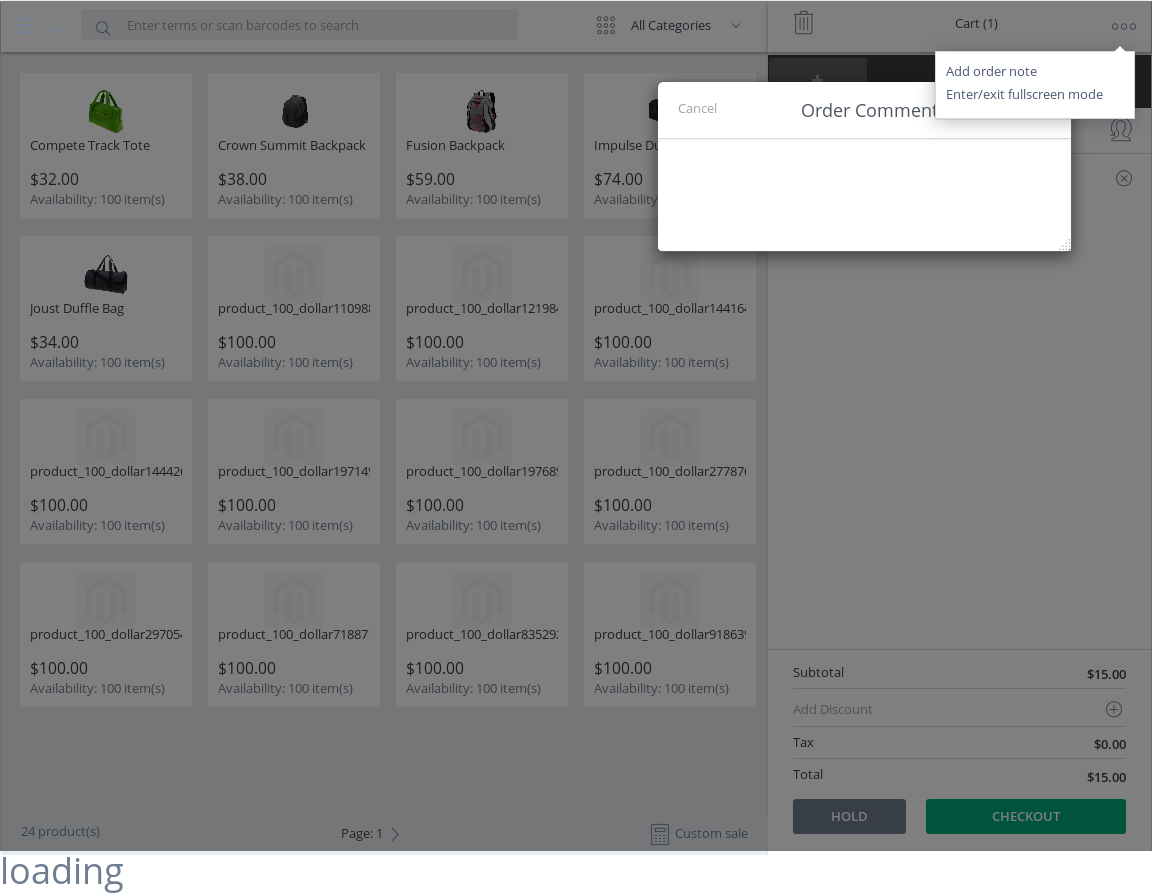 Enter terms or scan barcodes to search
All Categories
Cart (1)
Add order note
Enter/exit fullscreen mode
Cancel
Order Comment
Compete Track Tote
$32.00
Availability: 100 item(s)
Crown Summit Backpack
$38.00
Availability: 100 item(s)
Fusion Backpack
$59.00
Availability: 100 item(s)
Impulse Du
$74.00
Availability
Joust Duffle Bag
$34.00
Availability: 100 item(s)
product_100_dollar11098
$100.00
Availability: 100 item(s)
product_100_dollar12198
$100.00
Availability: 100 item(s)
product_100_dollar14416
$100.00
Availability: 100 item(s)
product_100_dollar14442
$100.00
Availability: 100 item(s)
product_100_dollar19714
$100.00
Availability: 100 item(s)
product_100_dollar19768
$100.00
Availability: 100 item(s)
product_100_dollar27787
$100.00
Availability: 100 item(s)
product_100_dollar29705
$100.00
Availability: 100 item(s)
product_100_dollar71887
$100.00
Availability: 100 item(s)
product_100_dollar83529
$100.00
Availability: 100 item(s)
product_100_dollar91863
$100.00
Availability: 100 item(s)
Subtotal $15.00
Add Discount
Tax $0.00
Total $15.00
HOLD CHECKOUT
24 product(s)
Page: 1
Custom sale
loading